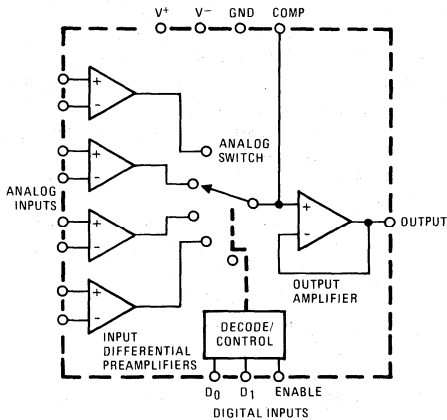 V+ V− GND COMP
+
−
ANALOG
SWITCH
+
−
ANALOG
INPUTS
+
−
+
−
OUTPUT
OUTPUT
AMPLIFIER
+
−
INPUT
DIFFERENTIAL
PREAMPLIFIERS
DECODE/
CONTROL
D0 D1 ENABLE
DIGITAL INPUTS